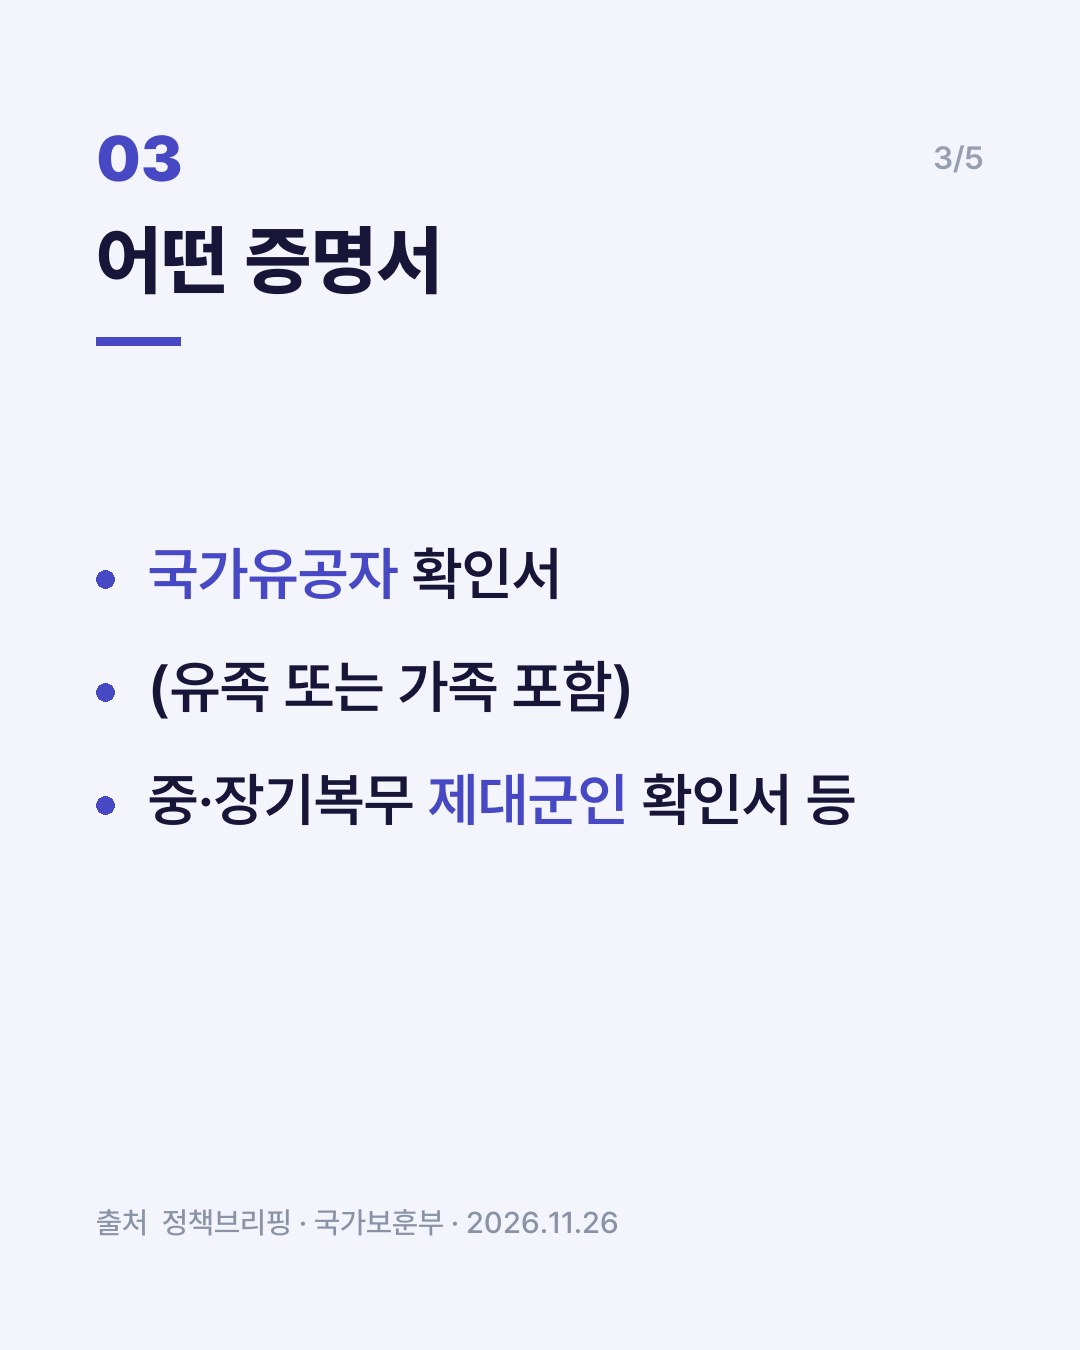 03
3/5
어떤 증명서
• 국가유공자 확인서
• (유족 또는 가족 포함)
• 중·장기복무 제대군인 확인서 등
출처 정책브리핑 · 국가보훈부 · 2026.11.26